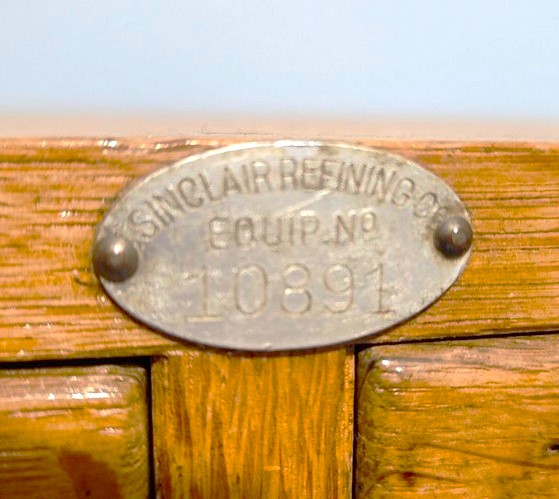 SINCLAIR REFINING CO
EQUIP. No
10891